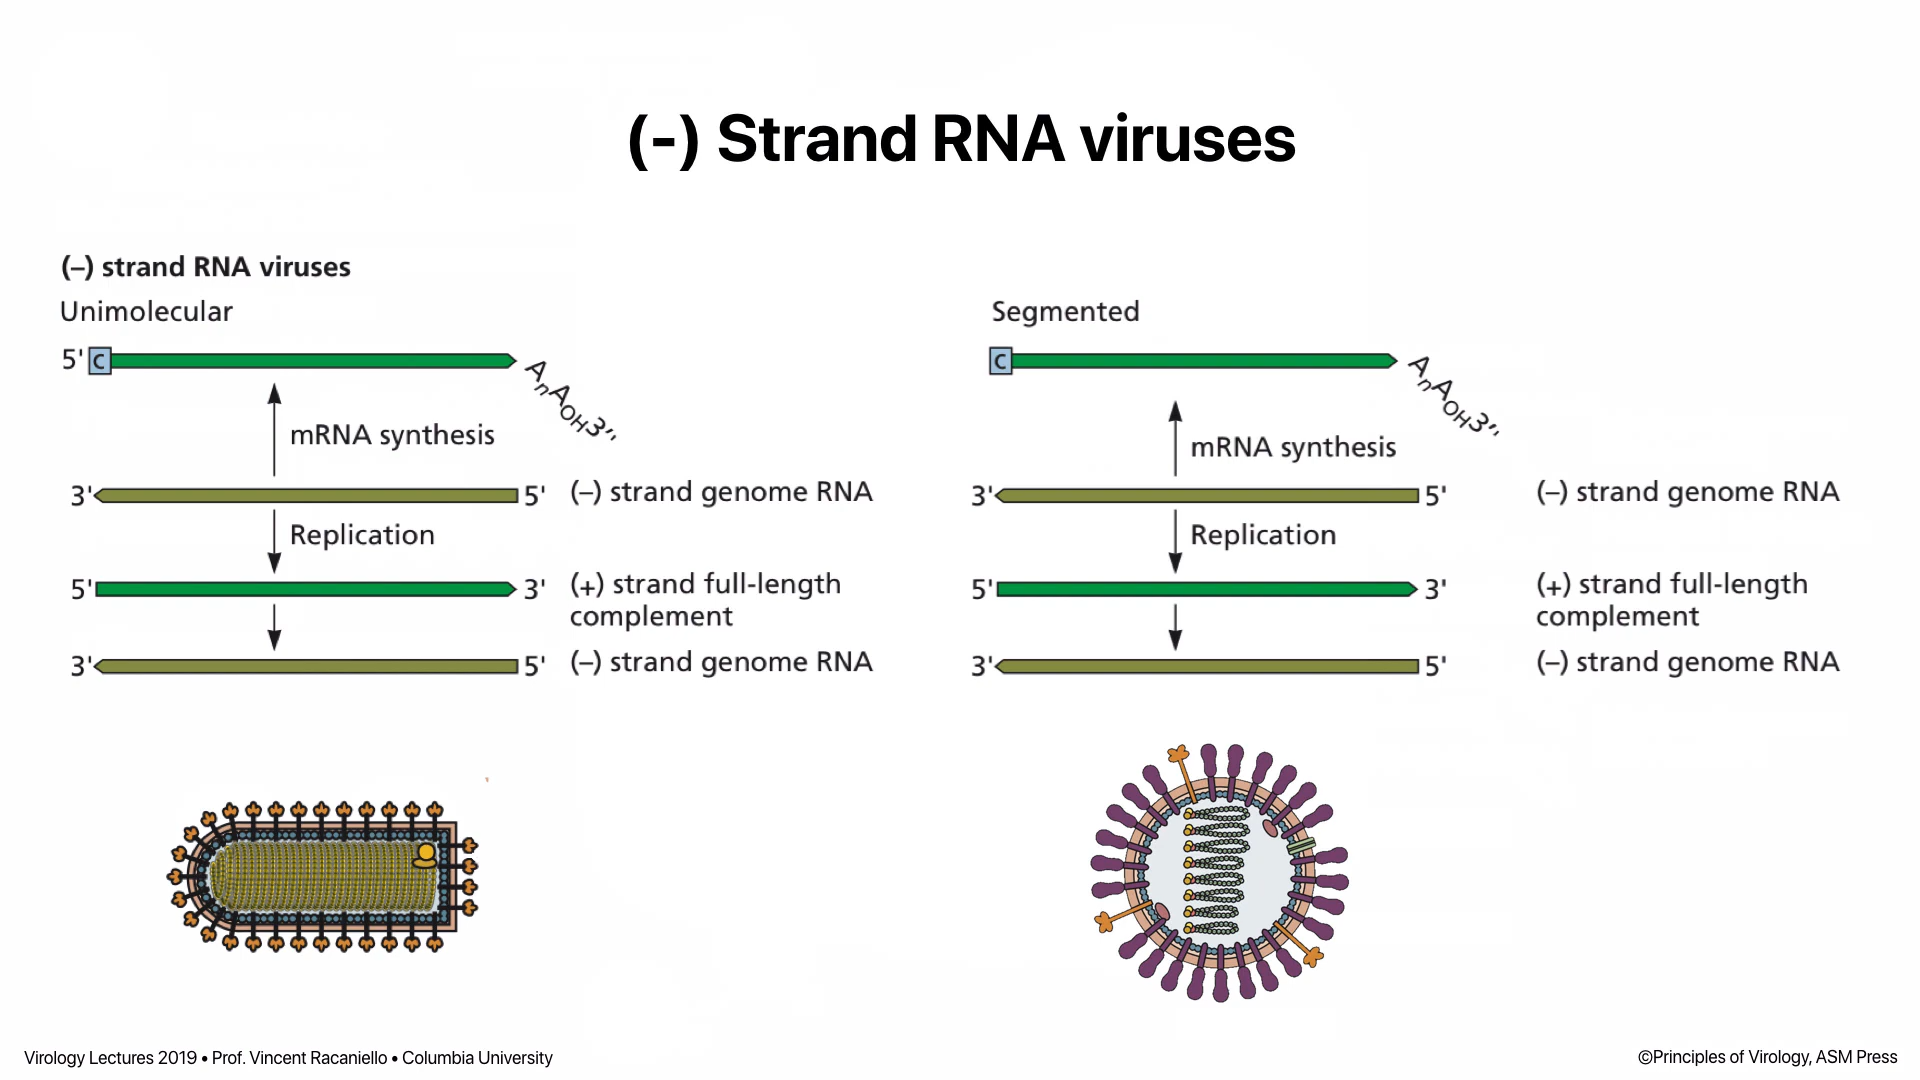 (-) Strand RNA viruses
(–) strand RNA viruses
Unimolecular
5' C AnAOH3''
mRNA synthesis
3' 5' (–) strand genome RNA
Replication
5' 3' (+) strand full-length
complement
3' 5' (–) strand genome RNA
Segmented
C AnAOH3''
mRNA synthesis
3' 5' (–) strand genome RNA
Replication
5' 3' (+) strand full-length
complement
3' 5' (–) strand genome RNA
Virology Lectures 2019 • Prof. Vincent Racaniello • Columbia University
©Principles of Virology, ASM Press